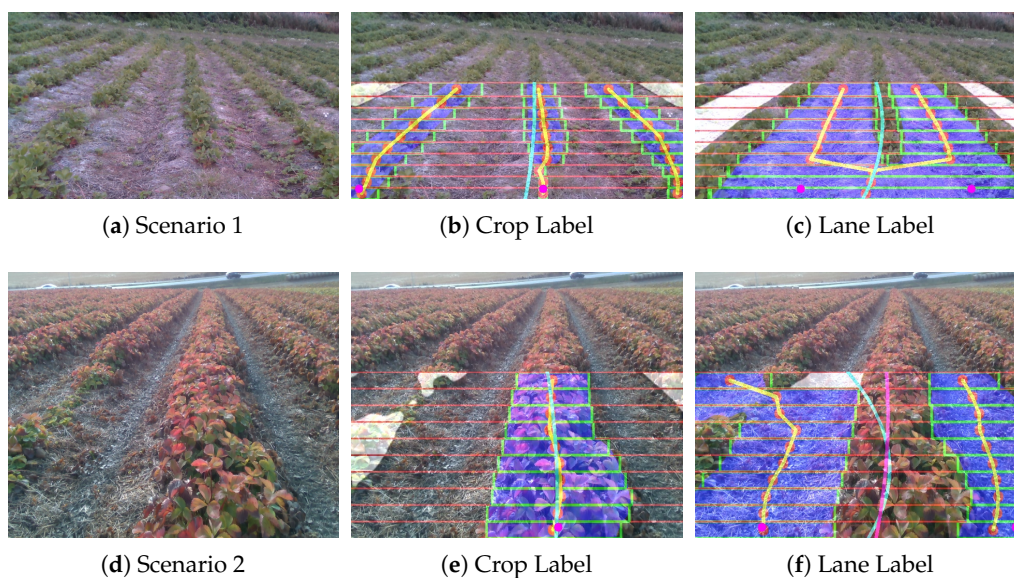 (a) Scenario 1
(b) Crop Label
(c) Lane Label
(d) Scenario 2
(e) Crop Label
(f) Lane Label